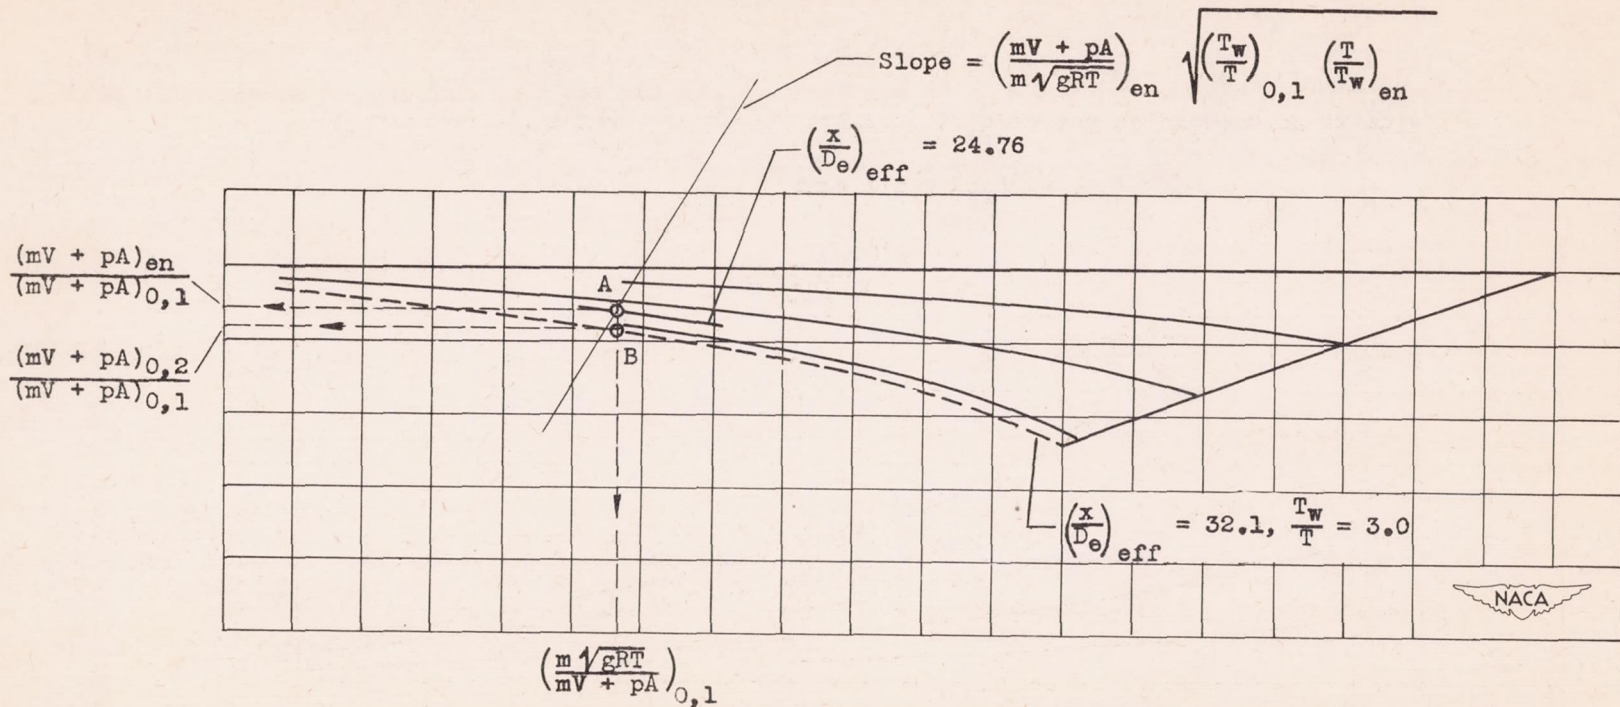 Slope = (mV + pA / m √gRT)en √(Tw/T)0,1 (T/Tw)en
(x/De)eff = 24.76
(mV + pA)en
(mV + pA)0,1
A
(mV + pA)0,2
(mV + pA)0,1
B
(x/De)eff = 32.1, Tw/T = 3.0
NACA
(m √gRT / mV + pA)0,1